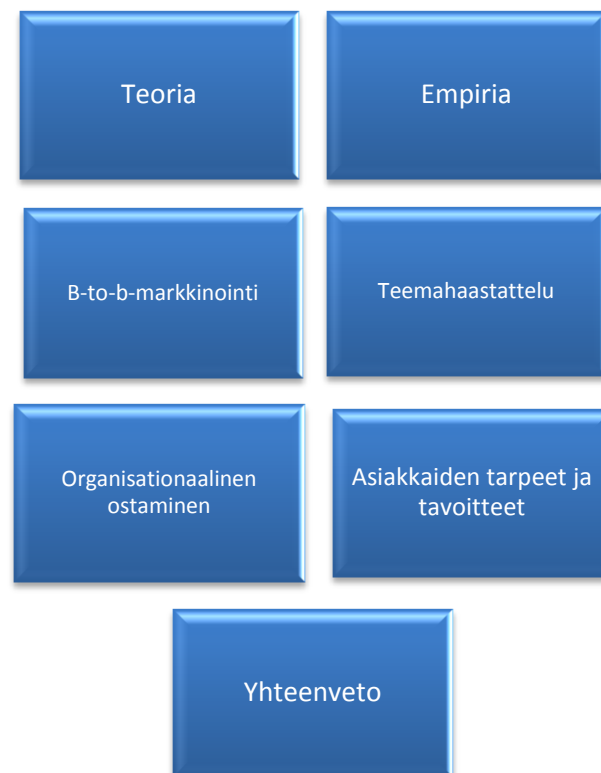 Teoria
Empiria
B-to-b-markkinointi
Teemahaastattelu
Organisationaalinen
ostaminen
Asiakkaiden tarpeet ja
tavoitteet
Yhteenveto